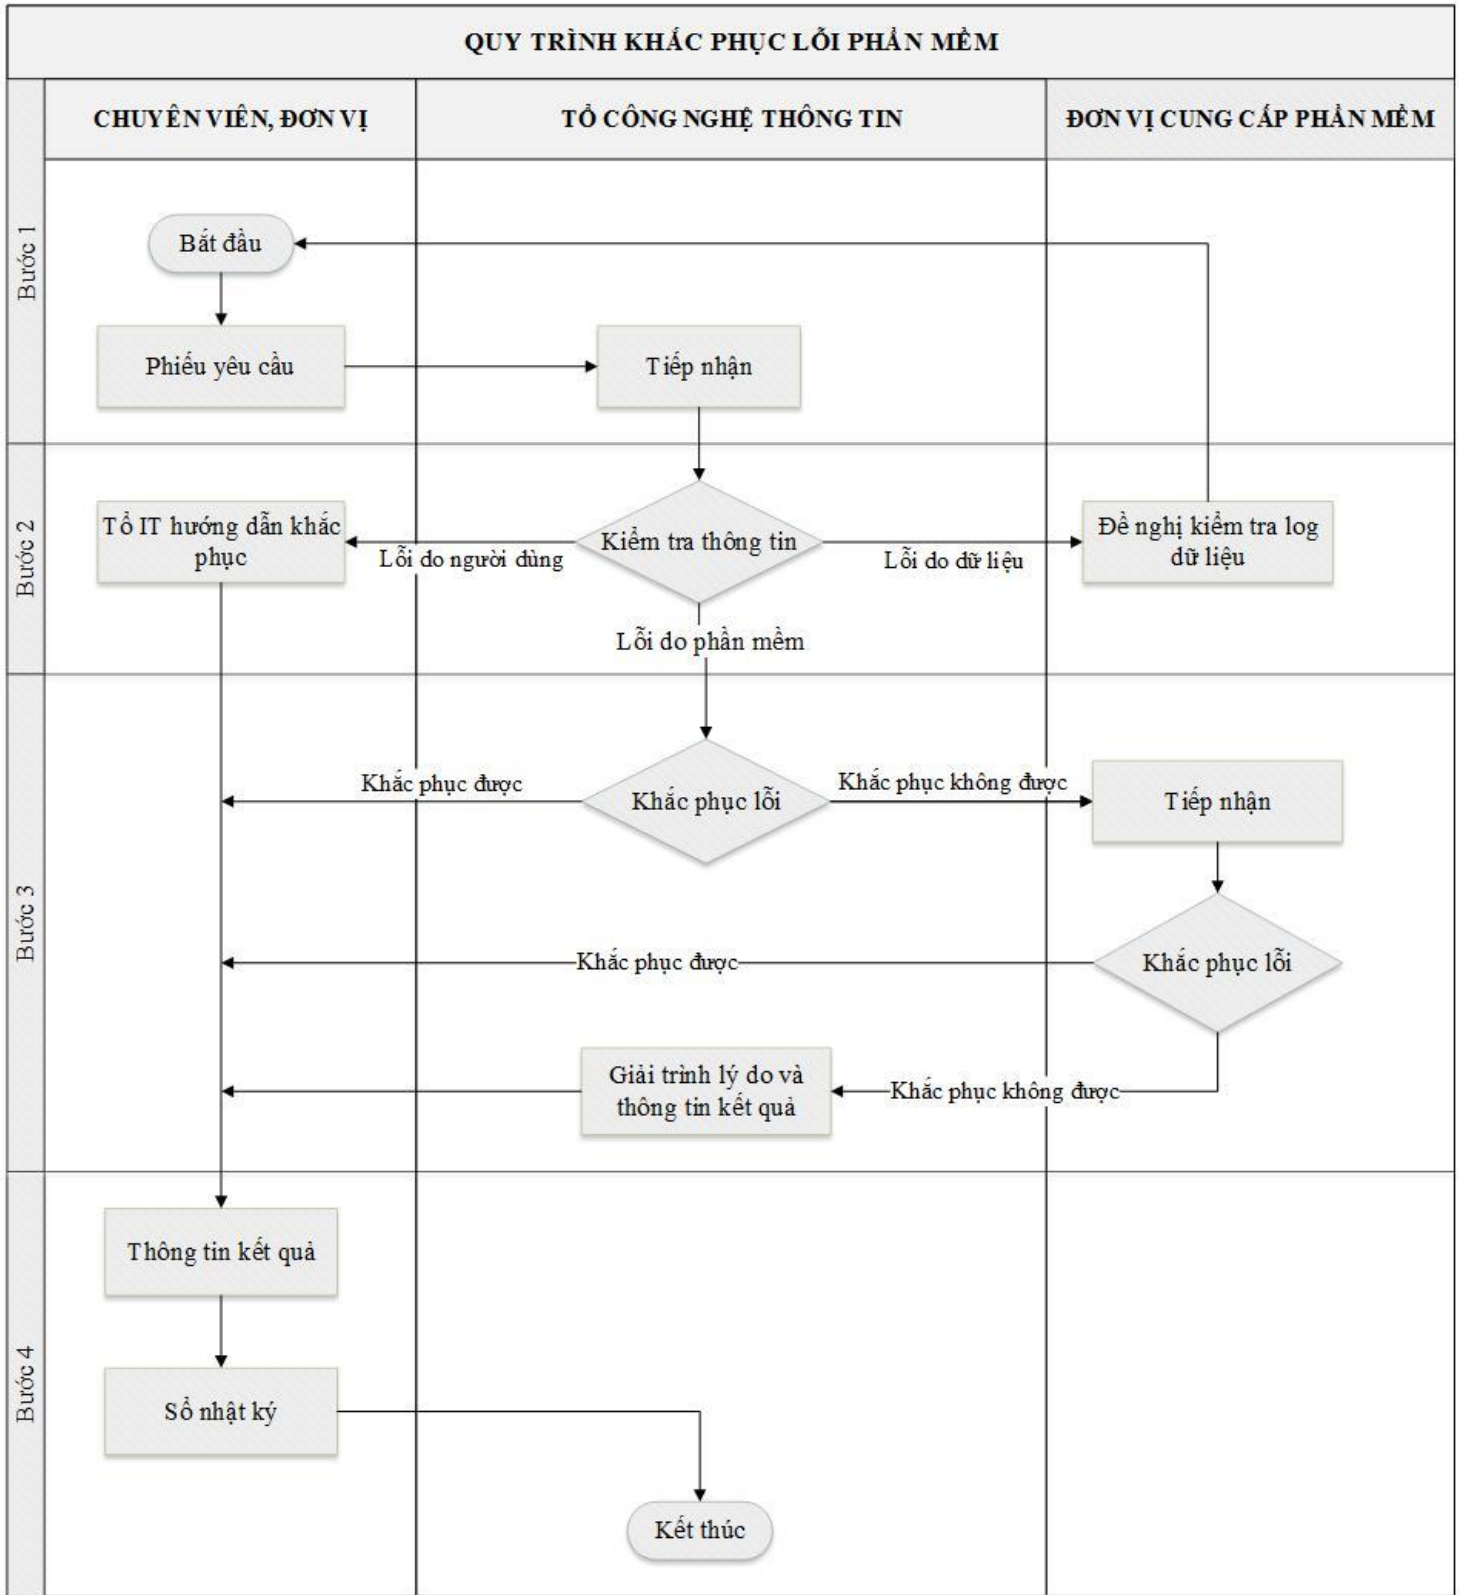 QUY TRÌNH KHẮC PHỤC LỖI PHẦN MỀM
CHUYÊN VIÊN, ĐƠN VỊ
TỔ CÔNG NGHỆ THÔNG TIN
ĐƠN VỊ CUNG CẤP PHẦN MỀM
Bước 1
Bắt đầu
Phiếu yêu cầu
Tiếp nhận
Bước 2
Tổ IT hướng dẫn khắc
phục
Lỗi do người dùng
Kiểm tra thông tin
Lỗi do dữ liệu
Đề nghị kiểm tra log
dữ liệu
Lỗi do phần mềm
Bước 3
Khắc phục được
Khắc phục lỗi
Khắc phục không được
Tiếp nhận
Khắc phục được
Khắc phục lỗi
Giải trình lý do và
thông tin kết quả
Khắc phục không được
Bước 4
Thông tin kết quả
Sổ nhật ký
Kết thúc